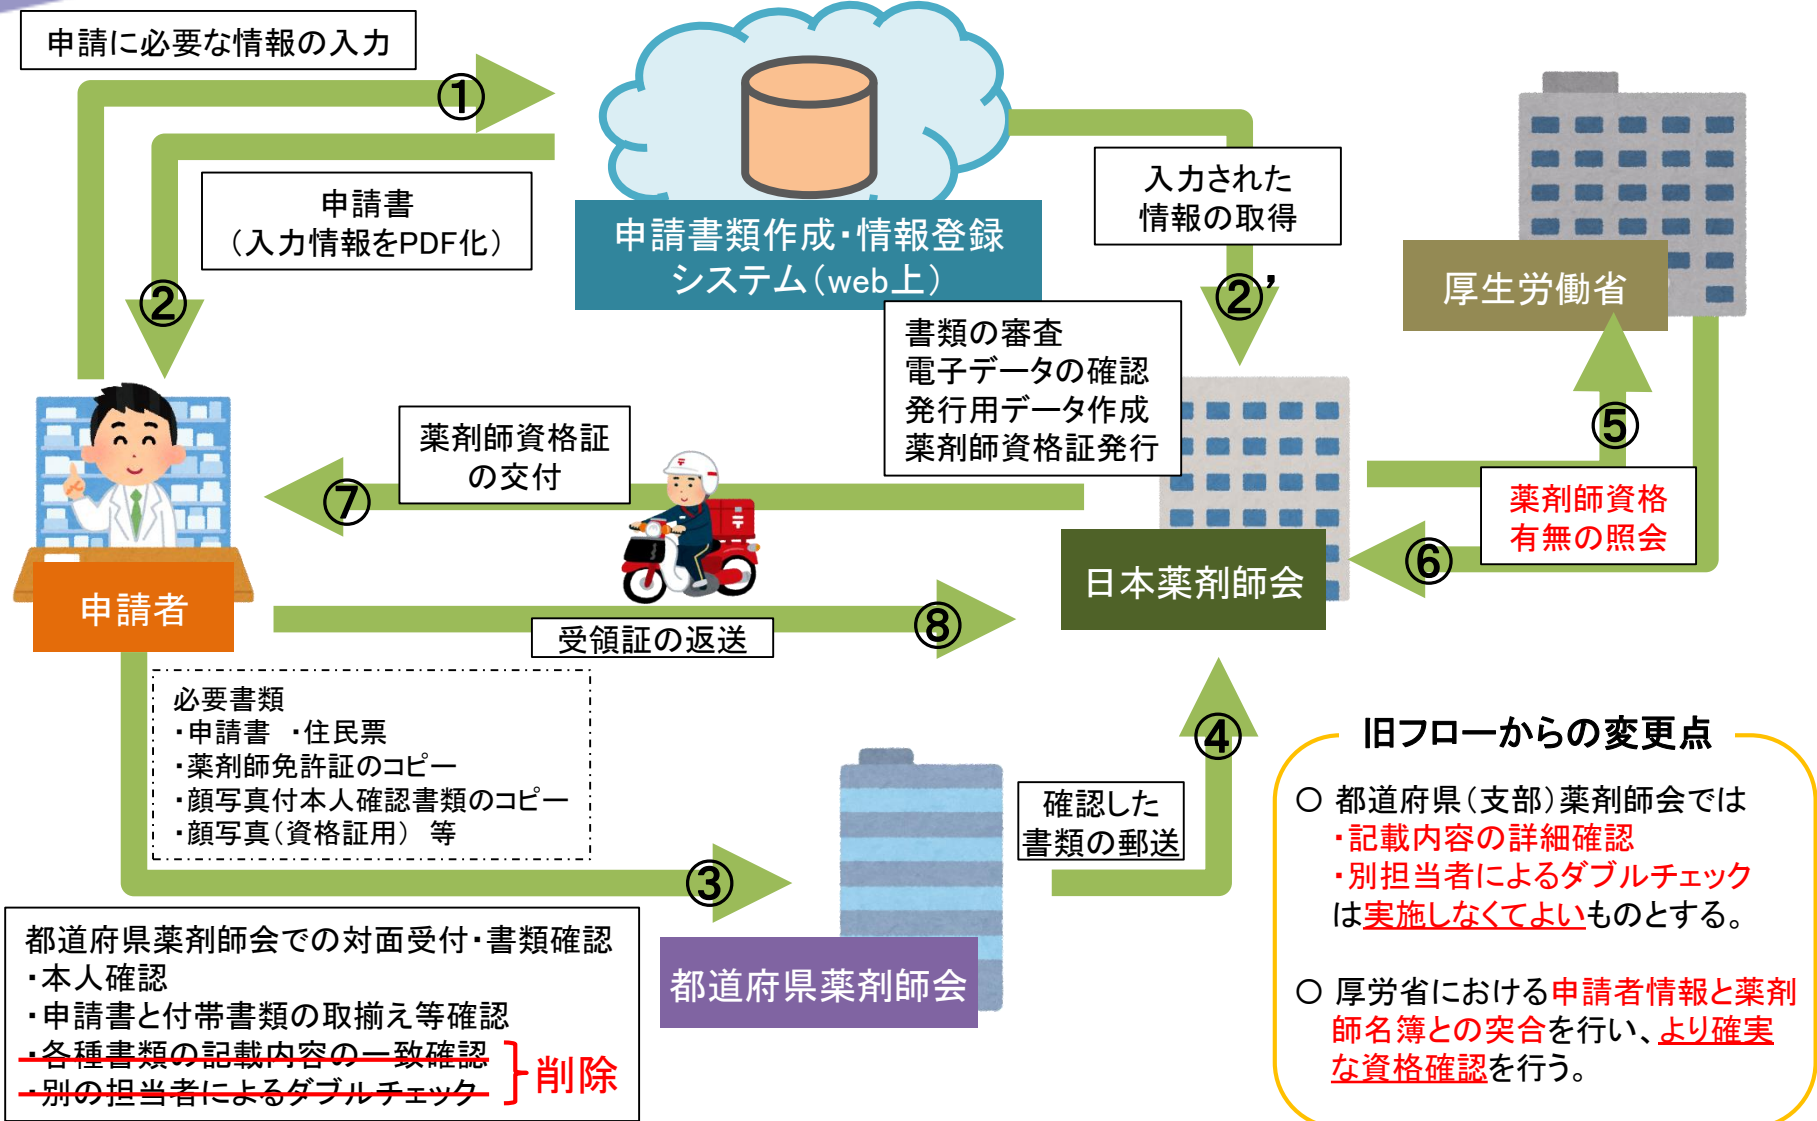 申請に必要な情報の入力
①
申請書
（入力情報をPDF化）
②
申請書類作成・情報登録
システム（web上）
入力された
情報の取得
②’
厚生労働省
書類の審査
電子データの確認
発行用データ作成
薬剤師資格証発行
⑤
薬剤師資格
有無の照会
⑥
薬剤師資格証
の交付
⑦
申請者
日本薬剤師会
⑧
受領証の返送
必要書類
・申請書　・住民票
・薬剤師免許証のコピー
・顔写真付本人確認書類のコピー
・顔写真（資格証用）　等
③
④
確認した
書類の郵送
都道府県薬剤師会
都道府県薬剤師会での対面受付・書類確認
・本人確認
・申請書と付帯書類の取揃え等確認
・各種書類の記載内容の一致確認
・別の担当者によるダブルチェック
削除
旧フローからの変更点
○ 都道府県（支部）薬剤師会では
・記載内容の詳細確認
・別担当者によるダブルチェック
は実施しなくてよいものとする。
○ 厚労省における申請者情報と薬剤
師名簿との突合を行い、より確実
な資格確認を行う。